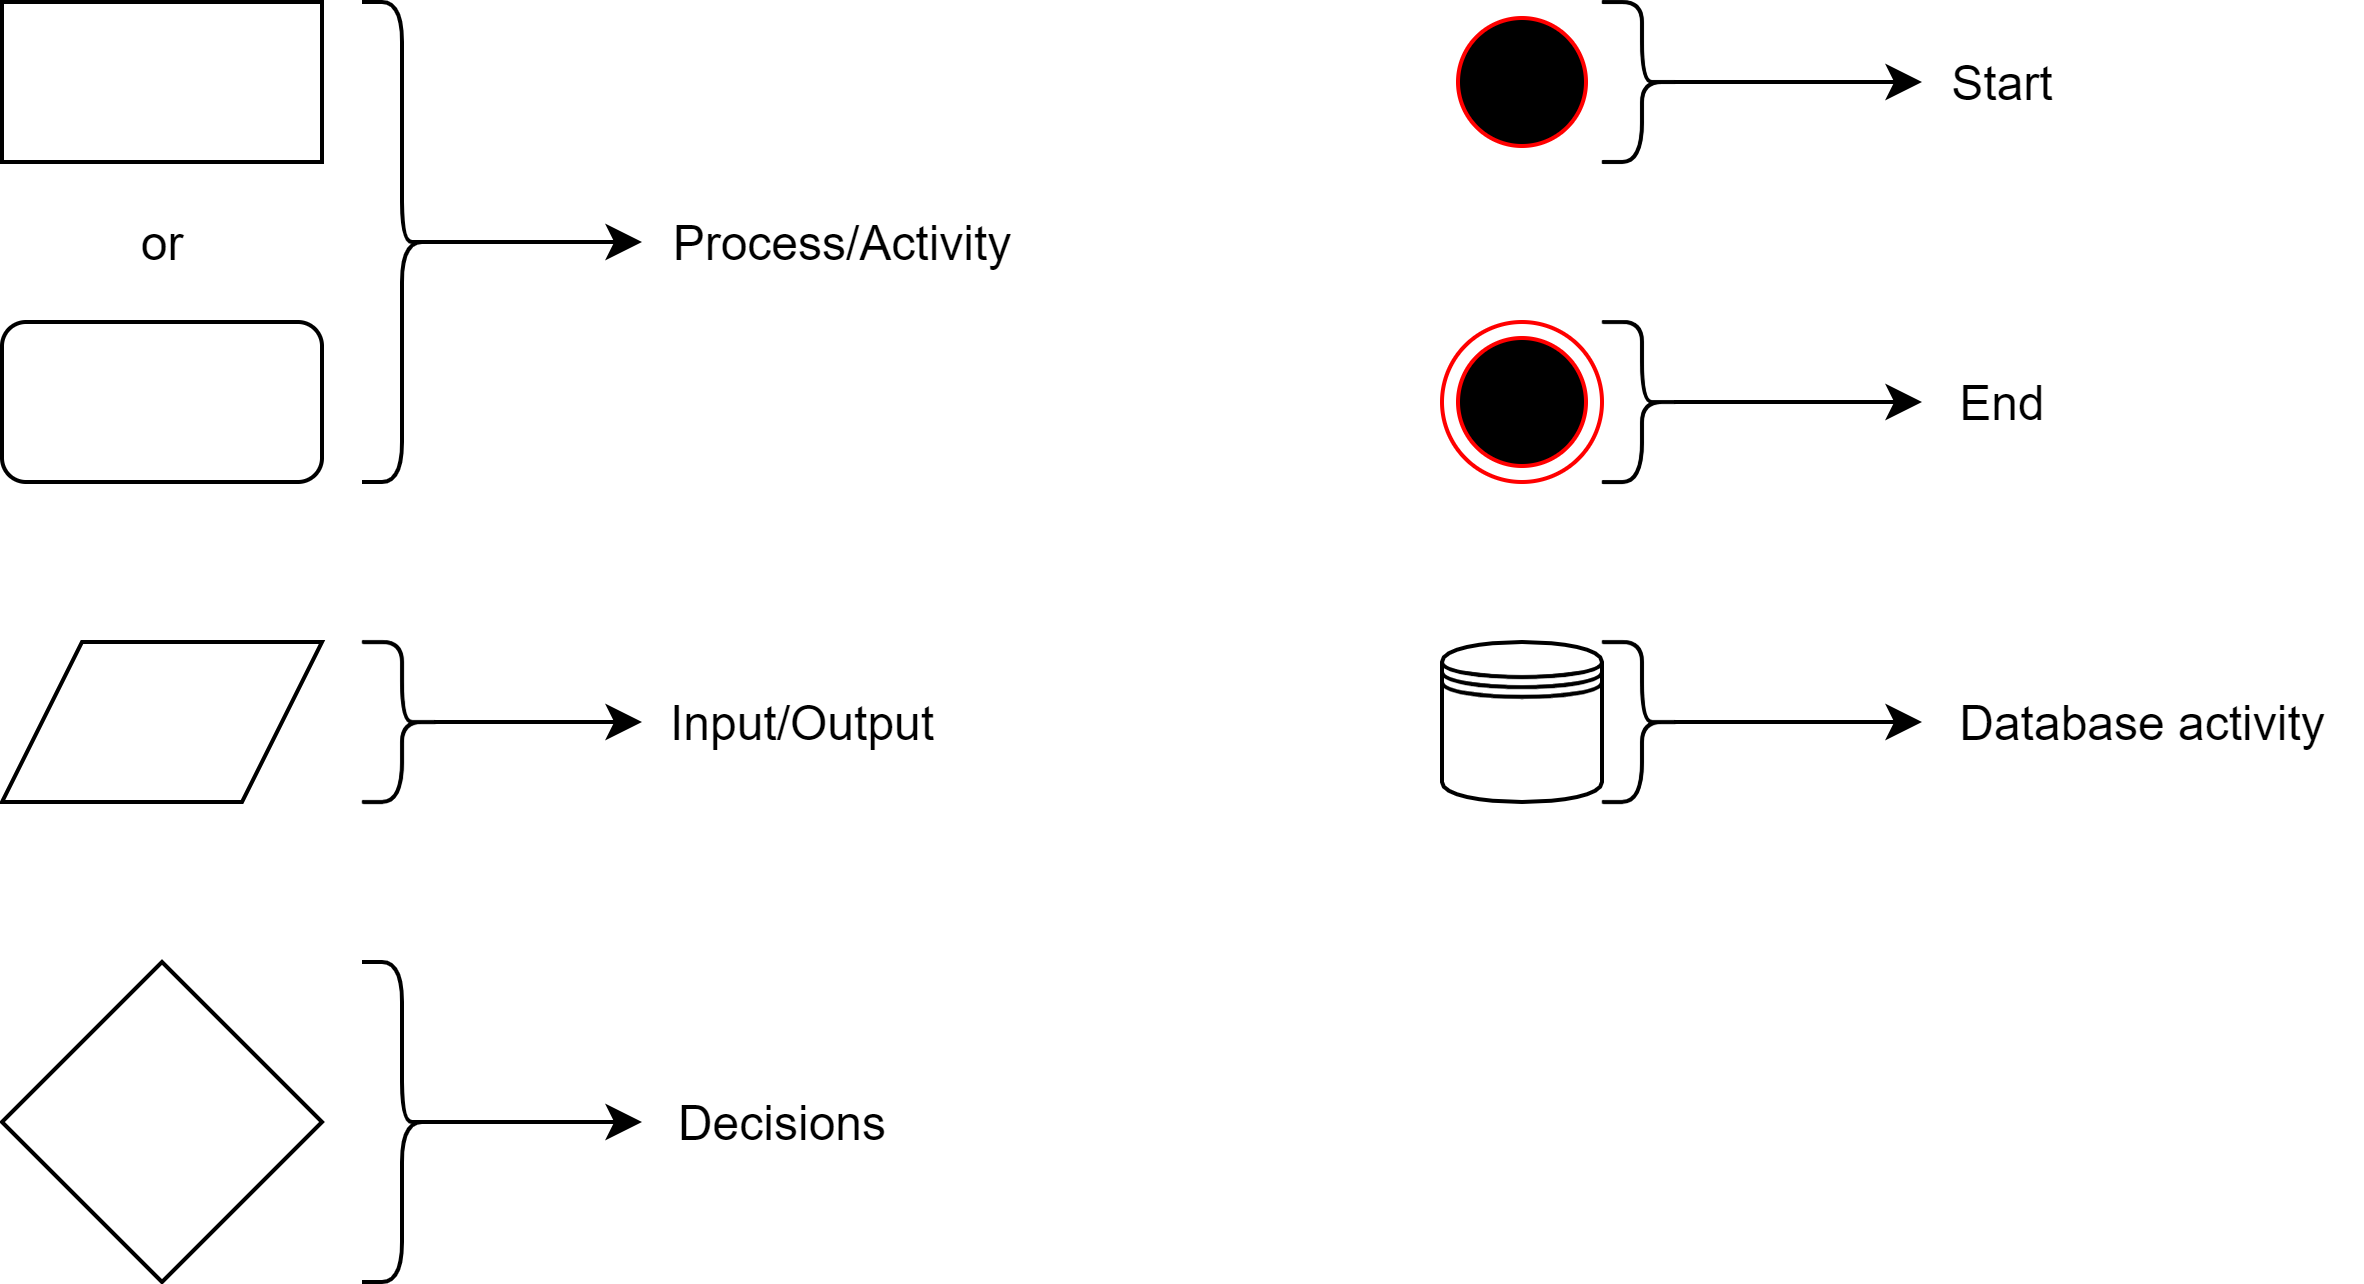 or
Process/Activity
Input/Output
Decisions
Start
End
Database activity